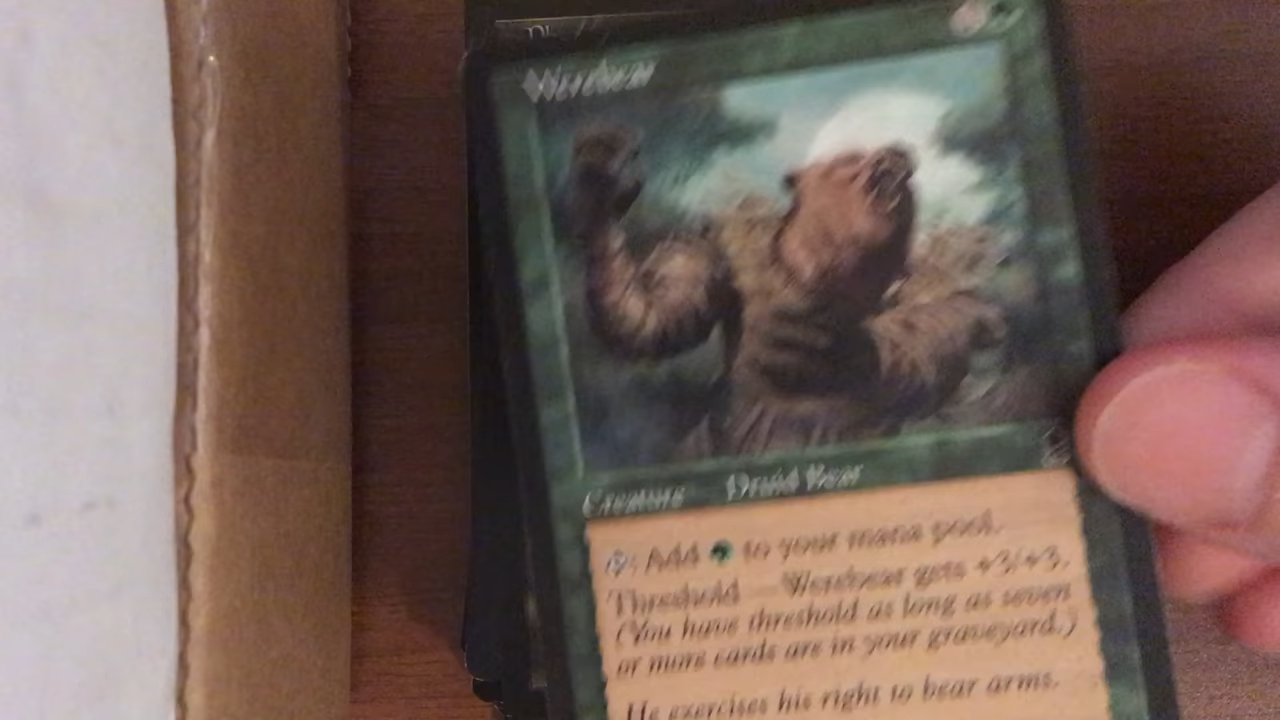 Werebear
Creature Druid Bear
: Add to your mana pool.
Threshold — Werebear gets +3/+3.
(You have threshold as long as seven
or more cards are in your graveyard.)
He exercises his right to bear arms.